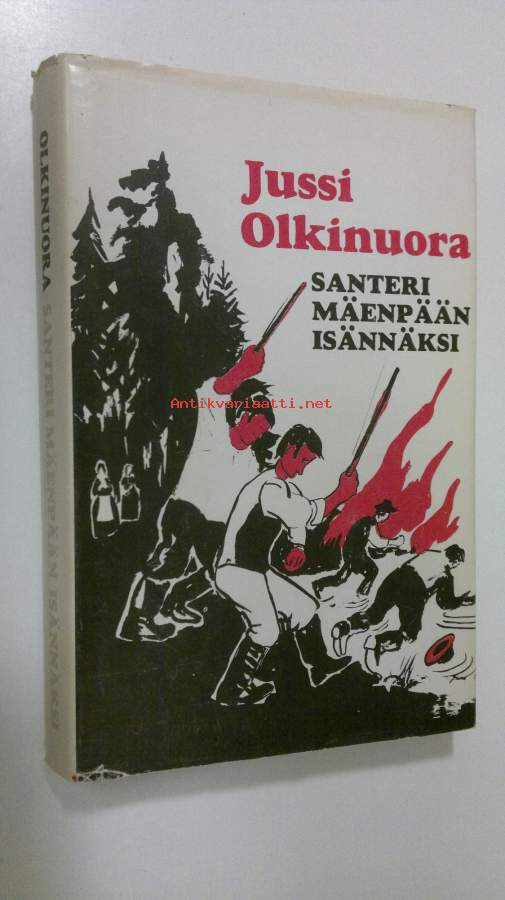 Jussi
Olkinuora
SANTERI
MÄENPÄÄN
ISÄNNÄKSI
Antikvariaatti.net
OLKINUORA SANTERI MÄENPÄÄN ISÄNNÄKSI